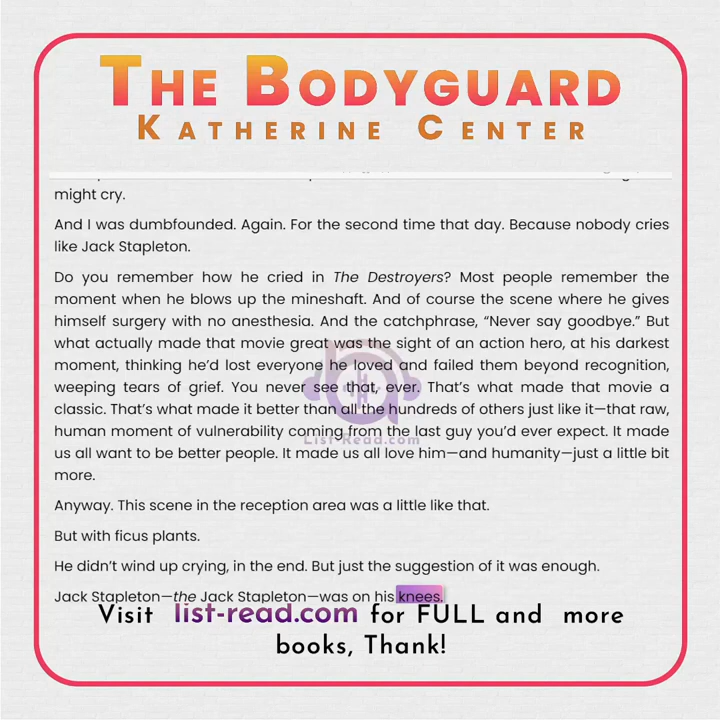 THE BODYGUARD
KATHERINE CENTER
might cry.
And I was dumbfounded. Again. For the second time that day. Because nobody cries
like Jack Stapleton.
Do you remember how he cried in The Destroyers? Most people remember the
moment when he blows up the mineshaft. And of course the scene where he gives
himself surgery with no anesthesia. And the catchphrase, “Never say goodbye.” But
what actually made that movie great was the sight of an action hero, at his darkest
moment, thinking he’d lost everyone he loved and failed them beyond recognition,
weeping tears of grief. You never see that, ever. That’s what made that movie a
classic. That’s what made it better than all the hundreds of others just like it—that raw,
human moment of vulnerability coming from the last guy you’d ever expect. It made
List-Read.com
us all want to be better people. It made us all love him—and humanity—just a little bit
more.
Anyway. This scene in the reception area was a little like that.
But with ficus plants.
He didn’t wind up crying, in the end. But just the suggestion of it was enough.
Jack Stapleton—the Jack Stapleton—was on his knees.
Visit list-read.com for FULL and more
books, Thank!